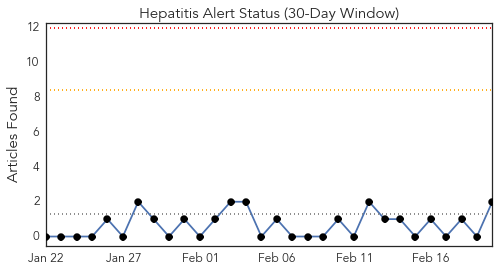 Hepatitis Alert Status (30-Day Window)
Articles Found
12
10
8
6
4
2
0
Jan 22 Jan 27 Feb 01 Feb 06 Feb 11 Feb 16